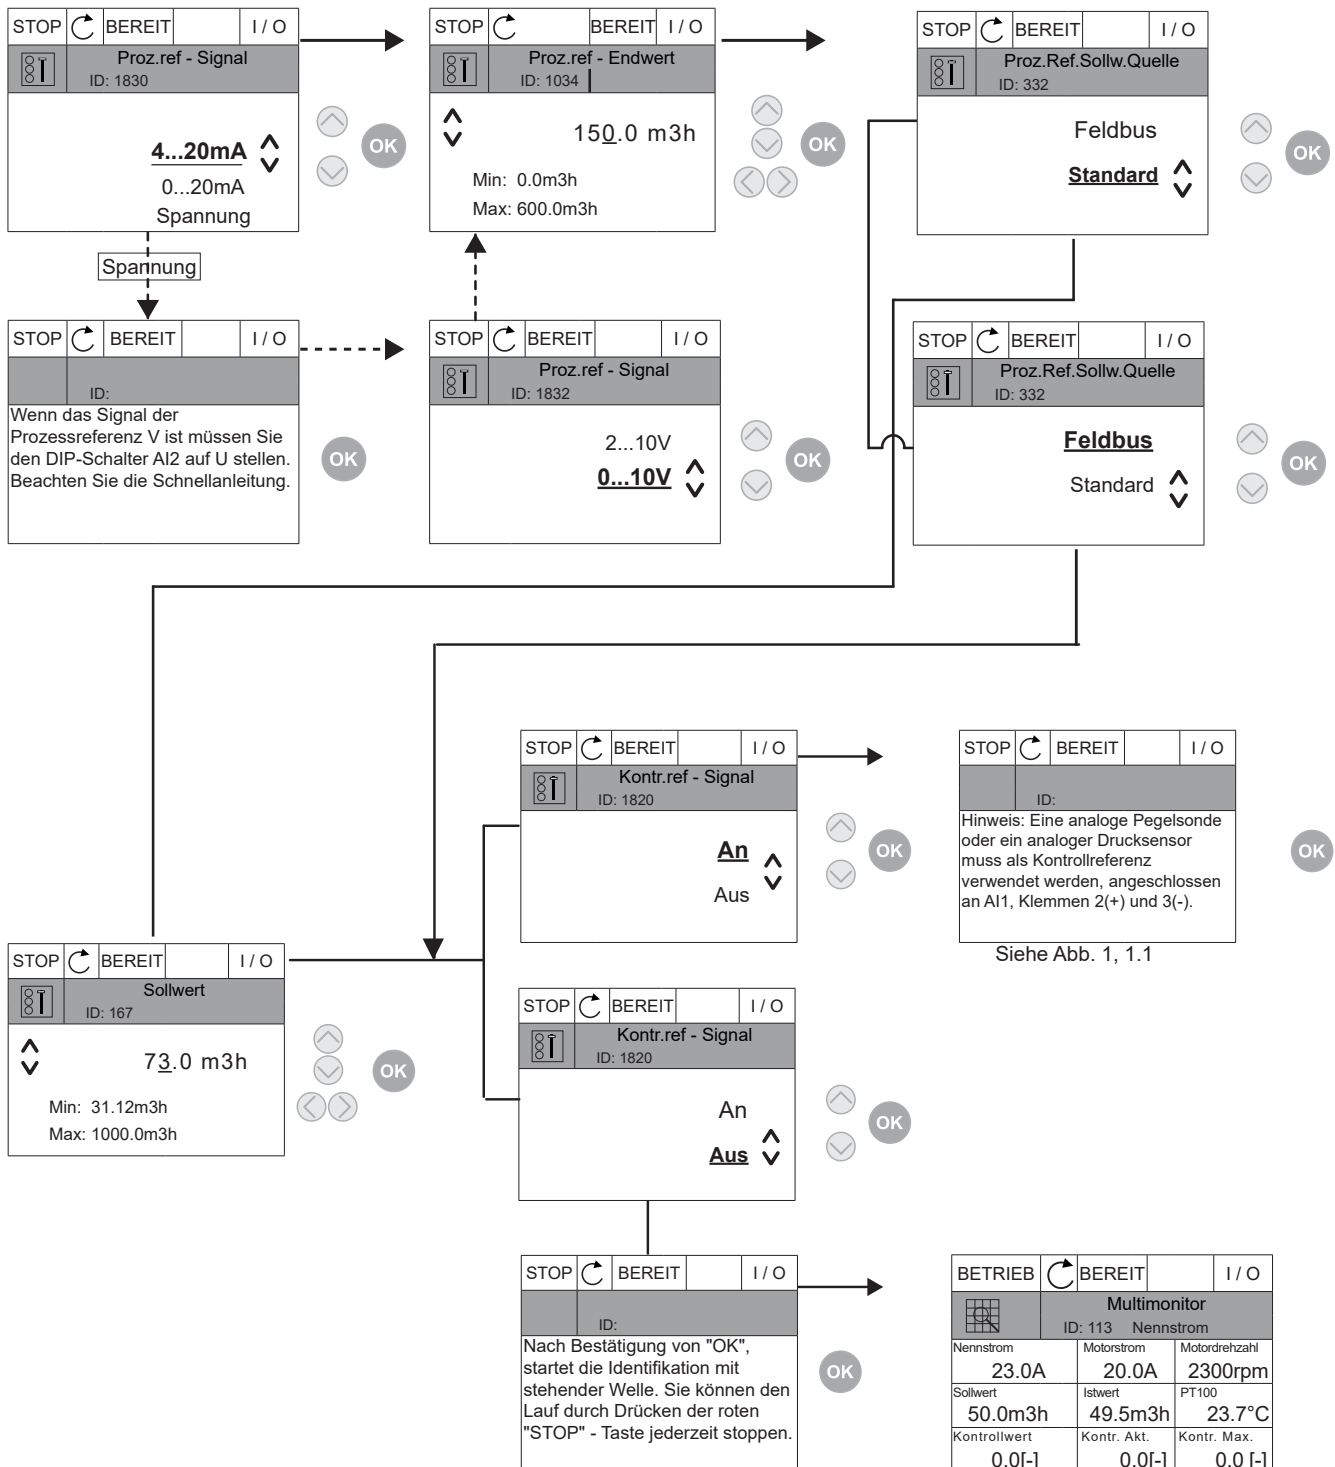 STOP BEREIT I / O
Proz.ref - Signal
ID: 1830
4...20mA
0...20mA
Spannung
OK
Spannung
STOP BEREIT I / O
Proz.ref - Endwert
ID: 1034
150.0 m3h
Min: 0.0m3h
Max: 600.0m3h
OK
STOP BEREIT I / O
Proz.Ref.Sollw.Quelle
ID: 332
Feldbus
Standard
OK
STOP BEREIT I / O
ID:
Wenn das Signal der
Prozessreferenz V ist müssen Sie
den DIP-Schalter AI2 auf U stellen.
Beachten Sie die Schnellanleitung.
OK
STOP BEREIT I / O
Proz.ref - Signal
ID: 1832
2...10V
0...10V
OK
STOP BEREIT I / O
Proz.Ref.Sollw.Quelle
ID: 332
Feldbus
Standard
OK
STOP BEREIT I / O
Kontr.ref - Signal
ID: 1820
An
Aus
OK
STOP BEREIT I / O
ID:
Hinweis: Eine analoge Pegelsonde
oder ein analoger Drucksensor
muss als Kontrollreferenz
verwendet werden, angeschlossen
an AI1, Klemmen 2(+) und 3(-).
OK
Siehe Abb. 1, 1.1
STOP BEREIT I / O
Sollwert
ID: 167
73.0 m3h
Min: 31.12m3h
Max: 1000.0m3h
OK
STOP BEREIT I / O
Kontr.ref - Signal
ID: 1820
An
Aus
OK
STOP BEREIT I / O
ID:
Nach Bestätigung von "OK",
startet die Identifikation mit
stehender Welle. Sie können den
Lauf durch Drücken der roten
"STOP" - Taste jederzeit stoppen.
OK
BETRIEB BEREIT I / O
Multimonitor
ID: 113 Nennstrom
Nennstrom Motorstrom Motordrehzahl
23.0A 20.0A 2300rpm
Sollwert Istwert PT100
50.0m3h 49.5m3h 23.7°C
Kontrollwert Kontr. Akt. Kontr. Max.
0.0[-] 0.0[-] 0.0 [-]